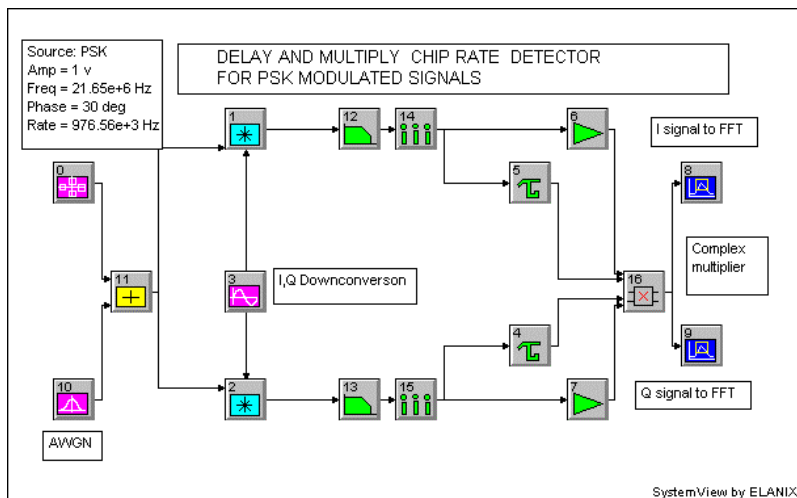 Source: PSK
Amp = 1 v
Freq = 21.65e+6 Hz
Phase = 30 deg
Rate = 976.56e+3 Hz
DELAY AND MULTIPLY CHIP RATE DETECTOR
FOR PSK MODULATED SIGNALS
1
12
14
6
I signal to FFT
0
5
8
11
3
I,Q Downconverson
16
Complex
multiplier
4
9
10
2
13
15
7
Q signal to FFT
AWGN
SystemView by ELANIX